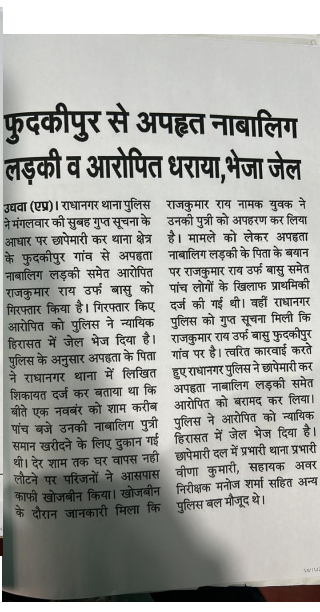 फुदकीपुर से अपहृत नाबालिग
लड़की व आरोपित धराया,भेजा जेल
उधवा (एप्र)। राधानगर थाना पुलिस
ने मंगलवार की सुबह गुप्त सूचना के
आधार पर छापेमारी कर थाना क्षेत्र
के फुदकीपुर गांव से अपहृता
नाबालिग लड़की समेत आरोपित
राजकुमार राय उर्फ बासु को
गिरफ्तार किया है। गिरफ्तार किए
आरोपित को पुलिस ने न्यायिक
हिरासत में जेल भेज दिया है।
पुलिस के अनुसार अपहृता के पिता
ने राधानगर थाना में लिखित
शिकायत दर्ज कर बताया था कि
बीते एक नवबंर को शाम करीब
पांच बजे उनकी नाबालिग पुत्री
समान खरीदने के लिए दुकान गई
थी। देर शाम तक घर वापस नही
लौटने पर परिजनों ने आसपास
काफी खोजबीन किया। खोजबीन
के दौरान जानकारी मिला कि
राजकुमार राय नामक युवक ने
उनकी पुत्री को अपहरण कर लिया
है। मामले को लेकर अपहृता
नाबालिग लड़की के पिता के बयान
पर राजकुमार राय उर्फ बासु समेत
पांच लोगों के खिलाफ प्राथमिकी
दर्ज की गई थी। वहीं राधानगर
पुलिस को गुप्त सूचना मिली कि
राजकुमार राय उर्फ बासु फुदकीपुर
गांव पर है। त्वरित कारवाई करते
हुए राधानगर पुलिस ने छापेमारी कर
अपहृता नाबालिग लड़की समेत
आरोपित को बरामद कर लिया।
पुलिस ने आरोपित को न्यायिक
हिरासत में जेल भेज दिया है।
छापेमारी दल में प्रभारी थाना प्रभारी
वीणा कुमारी, सहायक अवर
निरीक्षक मनोज शर्मा सहित अन्य
पुलिस बल मौजूद थे।